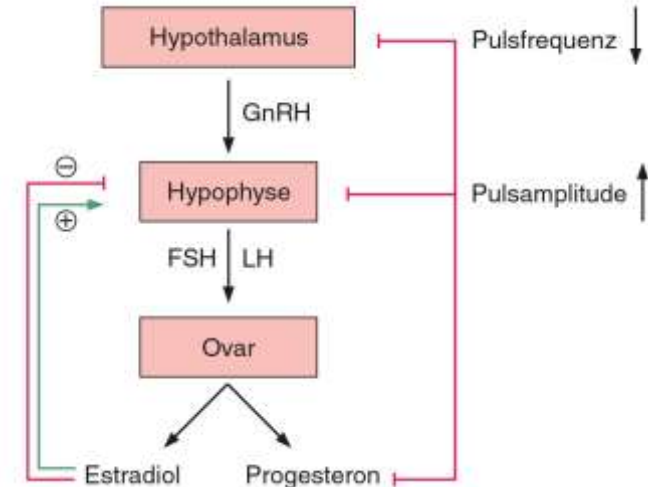 Hypothalamus
Pulsfrequenz
GnRH
⊖
Hypophyse
Pulsamplitude
⊕
FSH LH
Ovar
Estradiol Progesteron